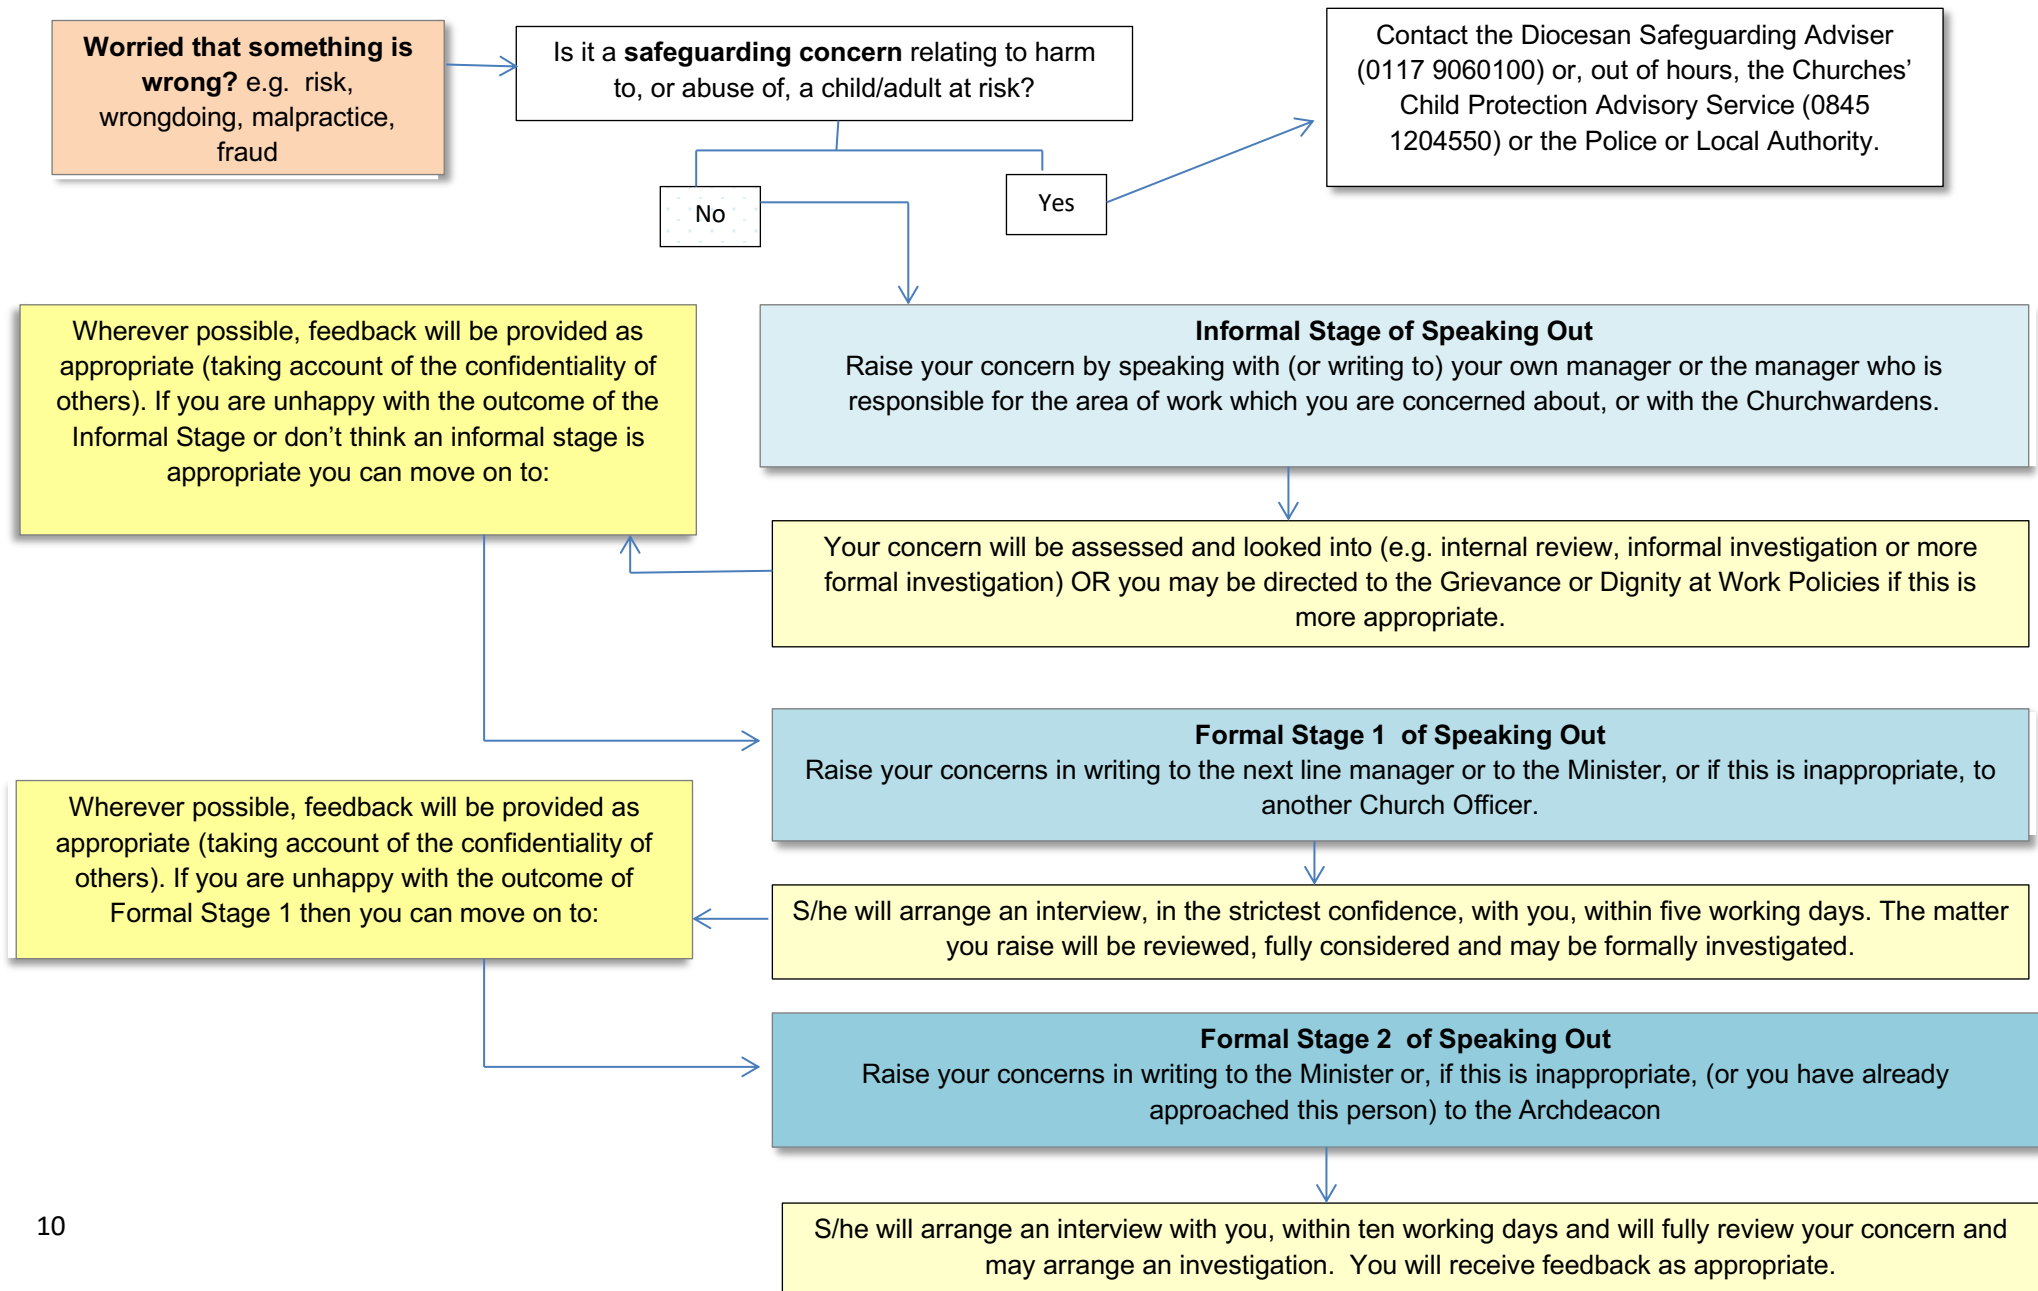 Worried that something is
wrong? e.g.  risk,
wrongdoing, malpractice,
fraud
Is it a safeguarding concern relating to harm
to, or abuse of, a child/adult at risk?
Contact the Diocesan Safeguarding Adviser
(0117 9060100) or, out of hours, the Churches’
Child Protection Advisory Service (0845
1204550) or the Police or Local Authority.
No
Yes
Informal Stage of Speaking Out
Raise your concern by speaking with (or writing to) your own manager or the manager who is
responsible for the area of work which you are concerned about, or with the Churchwardens.
Wherever possible, feedback will be provided as
appropriate (taking account of the confidentiality of
others). If you are unhappy with the outcome of the
Informal Stage or don’t think an informal stage is
appropriate you can move on to:
Your concern will be assessed and looked into (e.g. internal review, informal investigation or more
formal investigation) OR you may be directed to the Grievance or Dignity at Work Policies if this is
more appropriate.
Formal Stage 1  of Speaking Out
Raise your concerns in writing to the next line manager or to the Minister, or if this is inappropriate, to
another Church Officer.
Wherever possible, feedback will be provided as
appropriate (taking account of the confidentiality of
others). If you are unhappy with the outcome of
Formal Stage 1 then you can move on to:
S/he will arrange an interview, in the strictest confidence, with you, within five working days. The matter
you raise will be reviewed, fully considered and may be formally investigated.
Formal Stage 2  of Speaking Out
Raise your concerns in writing to the Minister or, if this is inappropriate, (or you have already
approached this person) to the Archdeacon
S/he will arrange an interview with you, within ten working days and will fully review your concern and
may arrange an investigation.  You will receive feedback as appropriate.
10